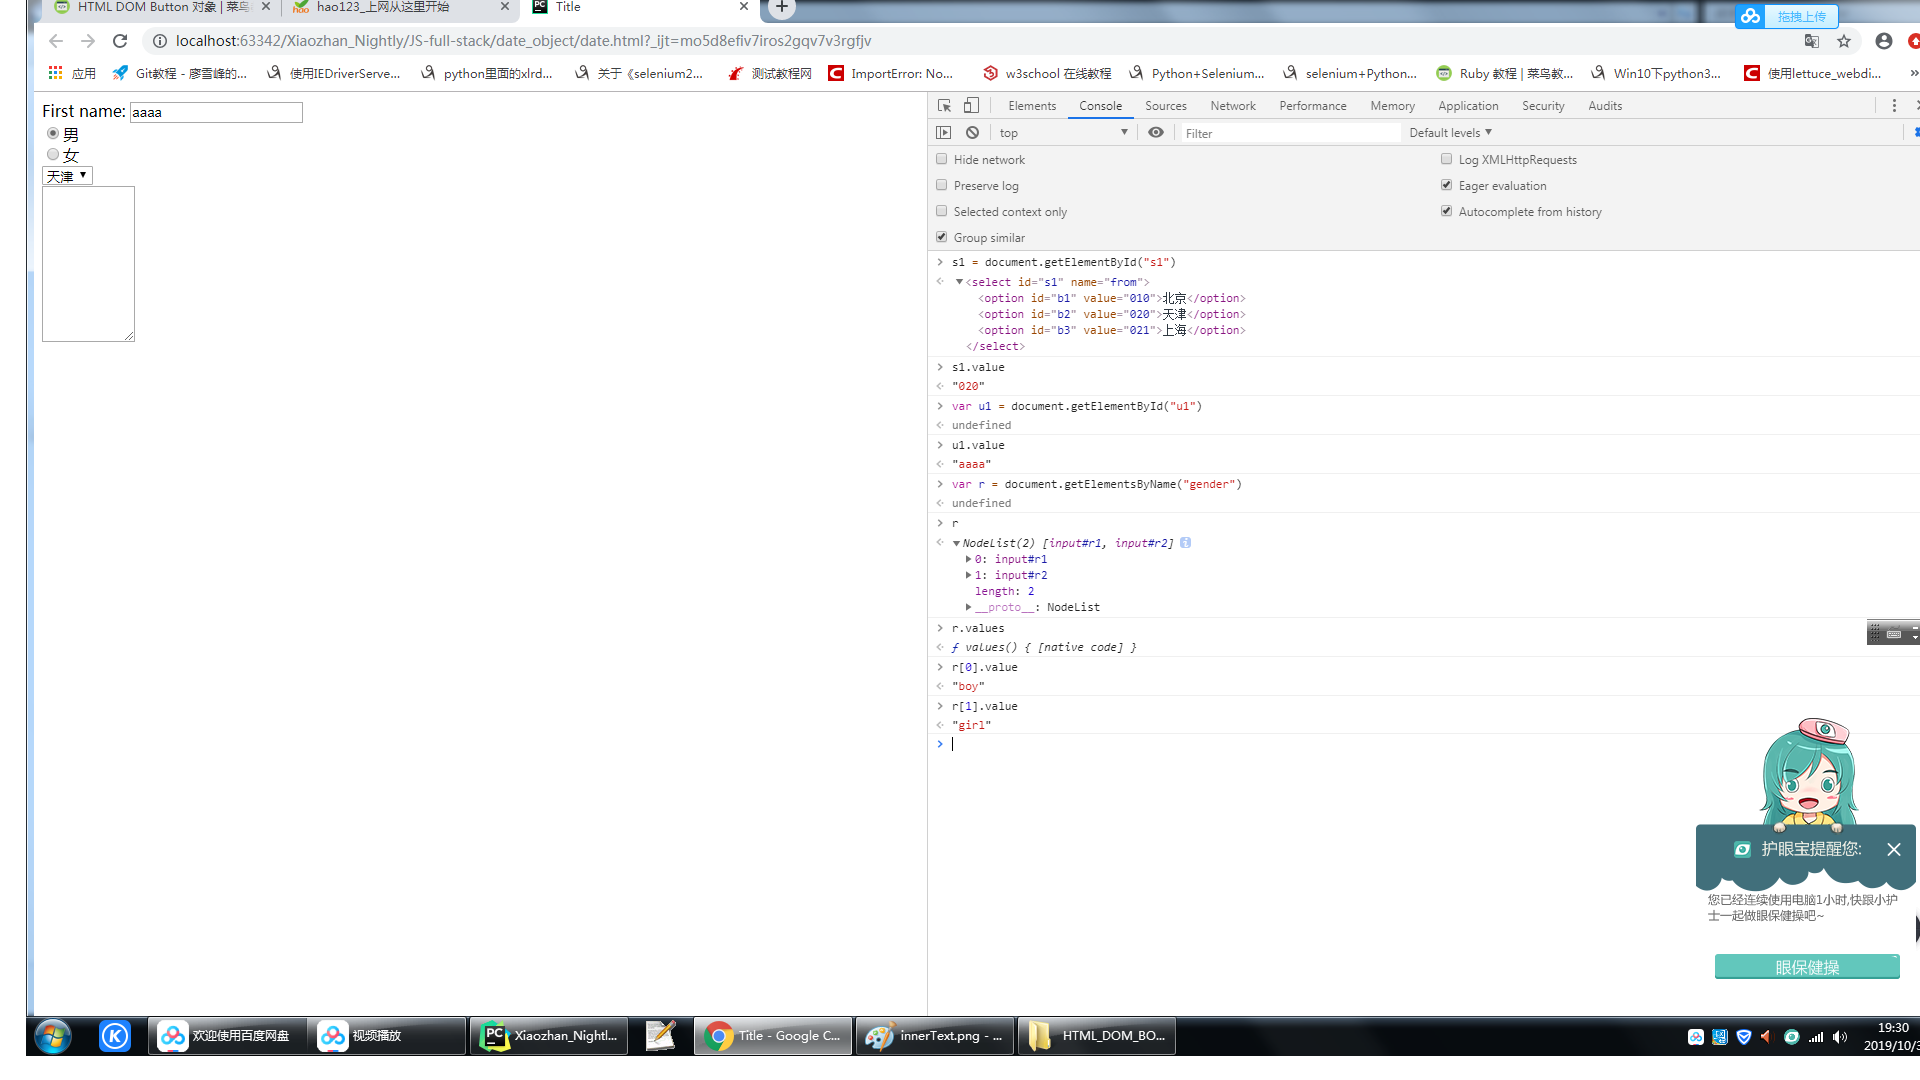 HTML DOM Button 对象 | 菜鸟
hao123_上网从这里开始
Title
拖拽上传
localhost:63342/Xiaozhan_Nightly/JS-full-stack/date_object/date.html?_ijt=mo5d8efiv7iros2gqv7v3rgfjv
应用
Git教程 - 廖雪峰的...
使用IEDriverServe...
python里面的xlrd...
关于《selenium2...
测试教程网
ImportError: No...
w3school 在线教程
Python+Selenium...
selenium+Python...
Ruby 教程 | 菜鸟教...
Win10下python3...
使用lettuce_webdi...
»
First name: aaaa
男
女
天津
Elements Console Sources Network Performance Memory Application Security Audits
top Filter Default levels
Hide network Log XMLHttpRequests
Preserve log Eager evaluation
Selected context only Autocomplete from history
Group similar
> s1 = document.getElementById("s1")
<select id="s1" name="from">
<option id="b1" value="010">北京</option>
<option id="b2" value="020">天津</option>
<option id="b3" value="021">上海</option>
</select>
> s1.value
"020"
> var u1 = document.getElementById("u1")
undefined
> u1.value
"aaaa"
> var r = document.getElementsByName("gender")
undefined
> r
NodeList(2) [input#r1, input#r2] i
0: input#r1
1: input#r2
length: 2
__proto__: NodeList
> r.values
ƒ values() { [native code] }
> r[0].value
"boy"
> r[1].value
"girl"
>
护眼宝提醒您:
您已经连续使用电脑1小时,快跟小护
士一起做眼保健操吧~
眼保健操
K
欢迎使用百度网盘
视频播放
PC
Xiaozhan_Nightl...
Title - Google C...
innerText.png - ...
HTML_DOM_BO...
19:30
2019/10/3